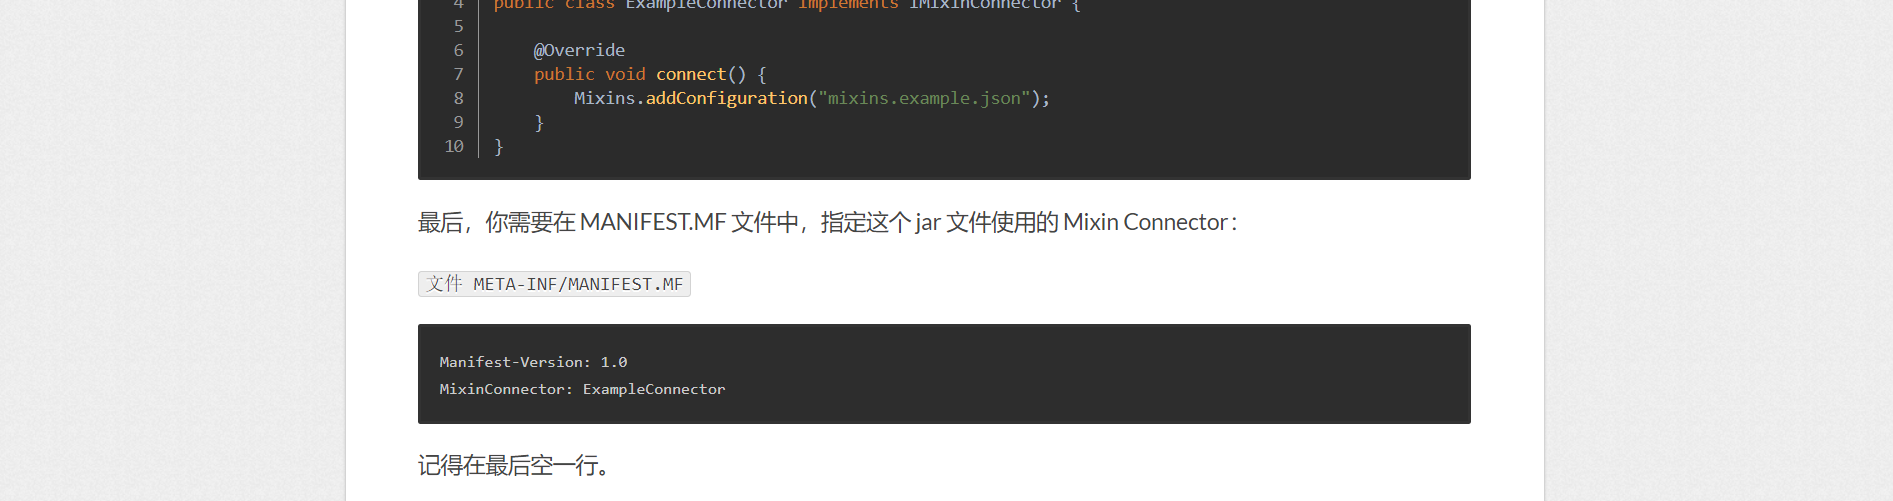 4 public class ExampleConnector implements IMixinConnector {
5
6 @Override
7 public void connect() {
8 Mixins.addConfiguration("mixins.example.json");
9 }
10 }
最后，你需要在 MANIFEST.MF 文件中，指定这个 jar 文件使用的 Mixin Connector：
文件 META-INF/MANIFEST.MF
Manifest-Version: 1.0
MixinConnector: ExampleConnector
记得在最后空一行。